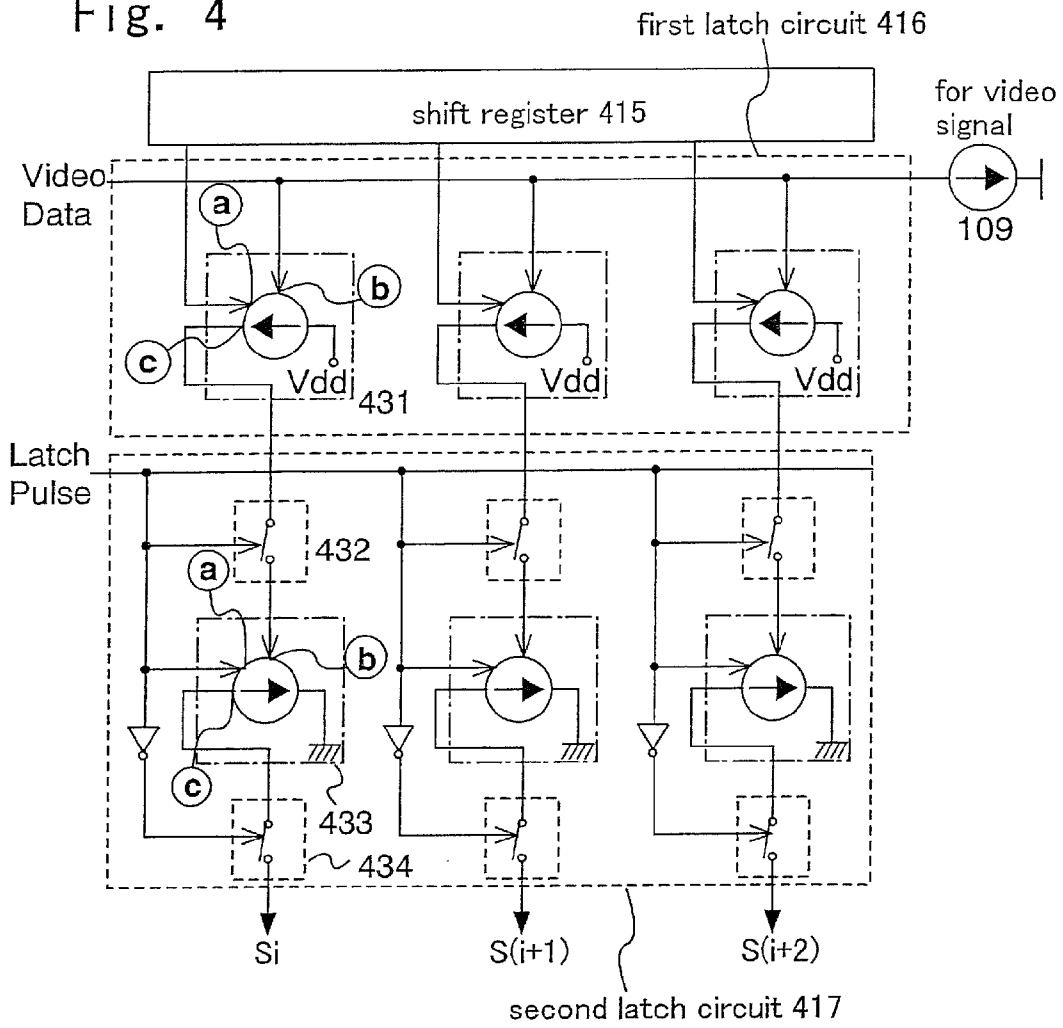 Fig. 4
first latch circuit 416
shift register 415
for video
signal
109
Video
Data
a
b
c
Vdd
431
Vdd
Vdd
Latch
Pulse
432
a
b
c
433
434
Si
S(i+1)
S(i+2)
second latch circuit 417